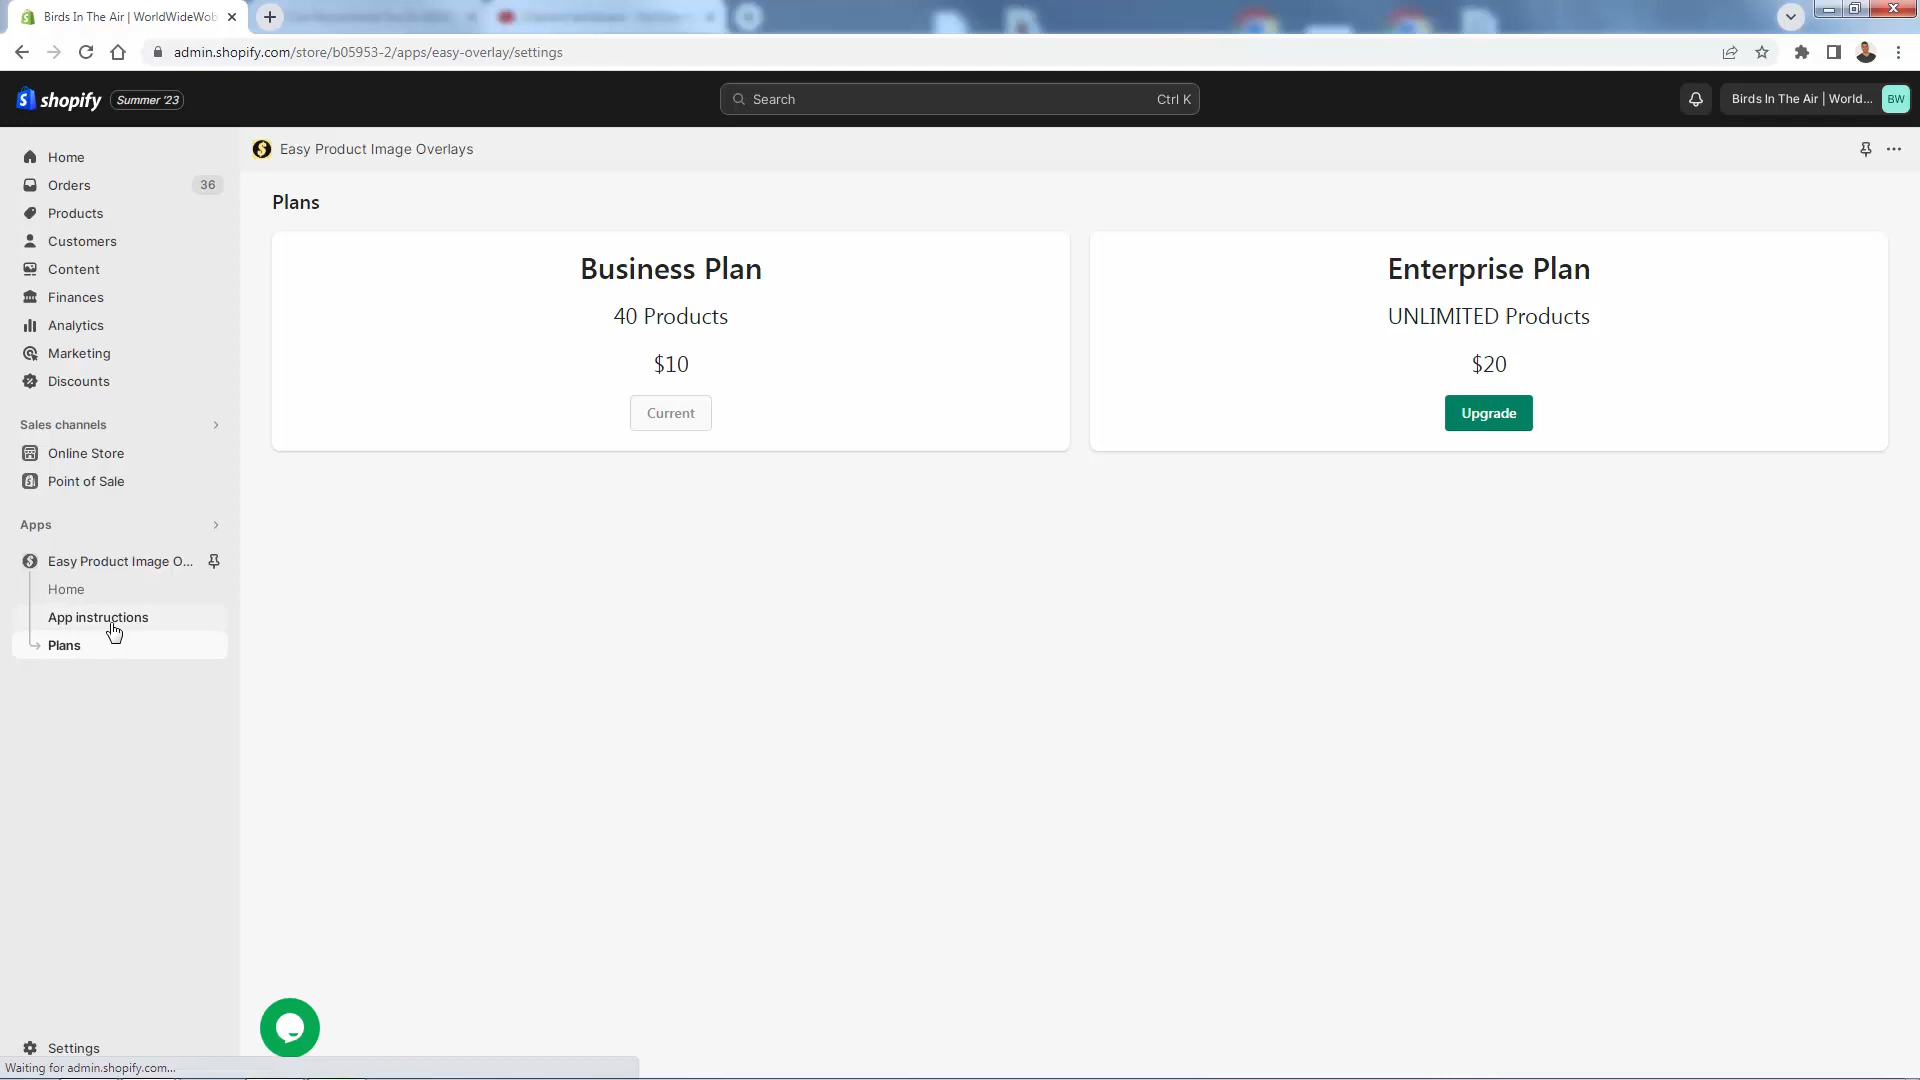 Birds In The Air | WorldWideWob
admin.shopify.com/store/b05953-2/apps/easy-overlay/settings
shopify
Summer '23
Search
Ctrl K
Birds In The Air | World...
BW
Home
Orders
36
Products
Customers
Content
Finances
Analytics
Marketing
Discounts
Sales channels
Online Store
Point of Sale
Apps
Easy Product Image O...
Home
App instructions
Plans
Settings
Waiting for admin.shopify.com...
Easy Product Image Overlays
Plans
Business Plan
40 Products
$10
Current
Enterprise Plan
UNLIMITED Products
$20
Upgrade